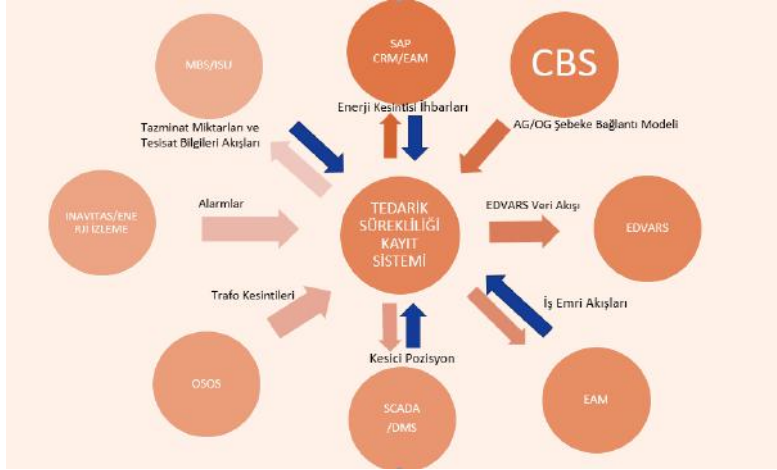 MBS/ISU
SAP
CRM/EAM
CBS
Enerji Kesintisi İhbarları
Tazminat Miktarları ve
Tesisat Bilgileri Akışları
AG/OG Şebeke Bağlantı Modeli
INAVITAS/ENE
RJİ İZLEME
Alarmlar
TEDARİK
SÜREKLİLİĞİ
KAYIT
SİSTEMİ
EDVARS Veri Akışı
EDVARS
Trafo Kesintileri
İş Emri Akışları
Kesici Pozisyon
OSOS
SCADA
/DMS
EAM